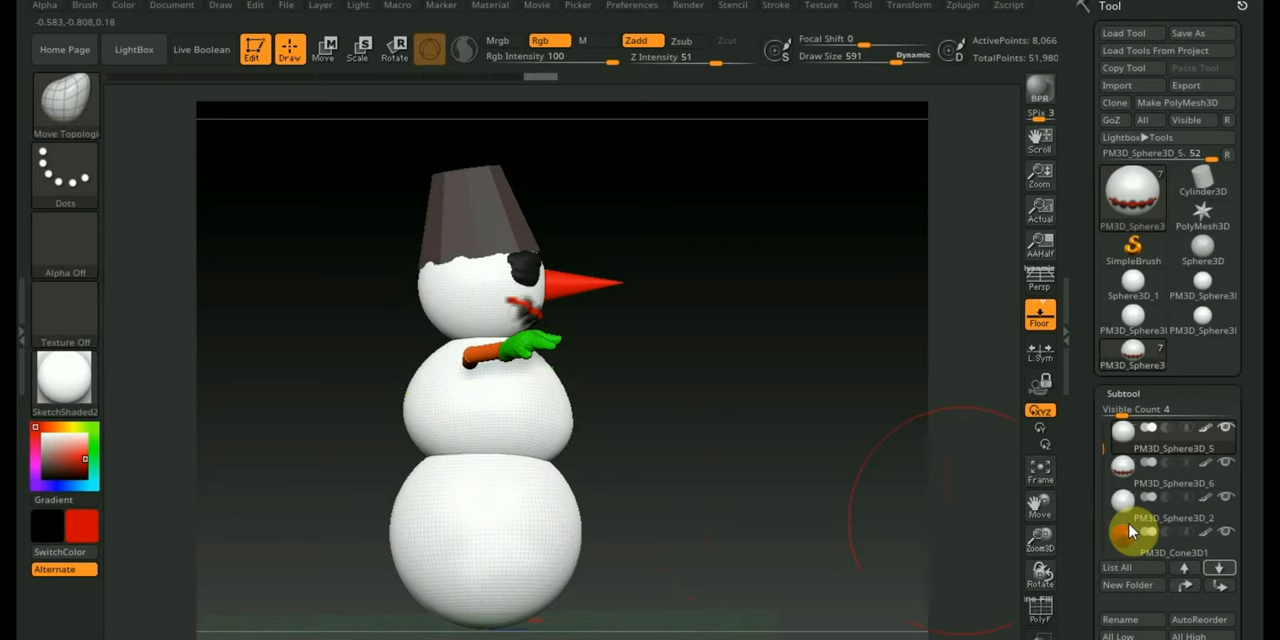 Alpha Brush Color Document Draw Edit File Layer Light Macro Marker Material Movie Picker Preferences Render Stencil Stroke Texture Tool Transform Zplugin Zscript
Tool
-0.583,-0.808,0.18
Home Page
LightBox
Live Boolean
Edit
Draw
Move
Scale
Rotate
Mrgb
Rgb
M
Rgb Intensity 100
Zadd
Zsub
Zcut
Z Intensity 51
S
Focal Shift 0
Draw Size 591
Dynamic
D
ActivePoints: 8,066
TotalPoints: 51,980
Move Topologi
Dots
Alpha Off
Texture Off
SketchShaded2
Gradient
SwitchColor
Alternate
BPR
SPix 3
Scroll
Zoom
Actual
AAHalf
Dynamic
Persp
Floor
L.Sym
XYZ
Frame
Move
Zoom3D
Rotate
PolyF
Load Tool
Save As
Load Tools From Project
Copy Tool
Paste Tool
Import
Export
Clone
Make PolyMesh3D
GoZ
All
Visible
R
Lightbox▶Tools
PM3D_Sphere3D_5. 52
R
7
PM3D_Sphere3
Cylinder3D
PolyMesh3D
SimpleBrush
Sphere3D
Sphere3D_1
PM3D_Sphere3I
PM3D_Sphere3I
PM3D_Sphere3I
7
PM3D_Sphere3
Subtool
Visible Count 4
PM3D_Sphere3D_5
PM3D_Sphere3D_6
PM3D_Sphere3D_2
PM3D_Cone3D1
List All
New Folder
Rename
AutoReorder
All Low
All High